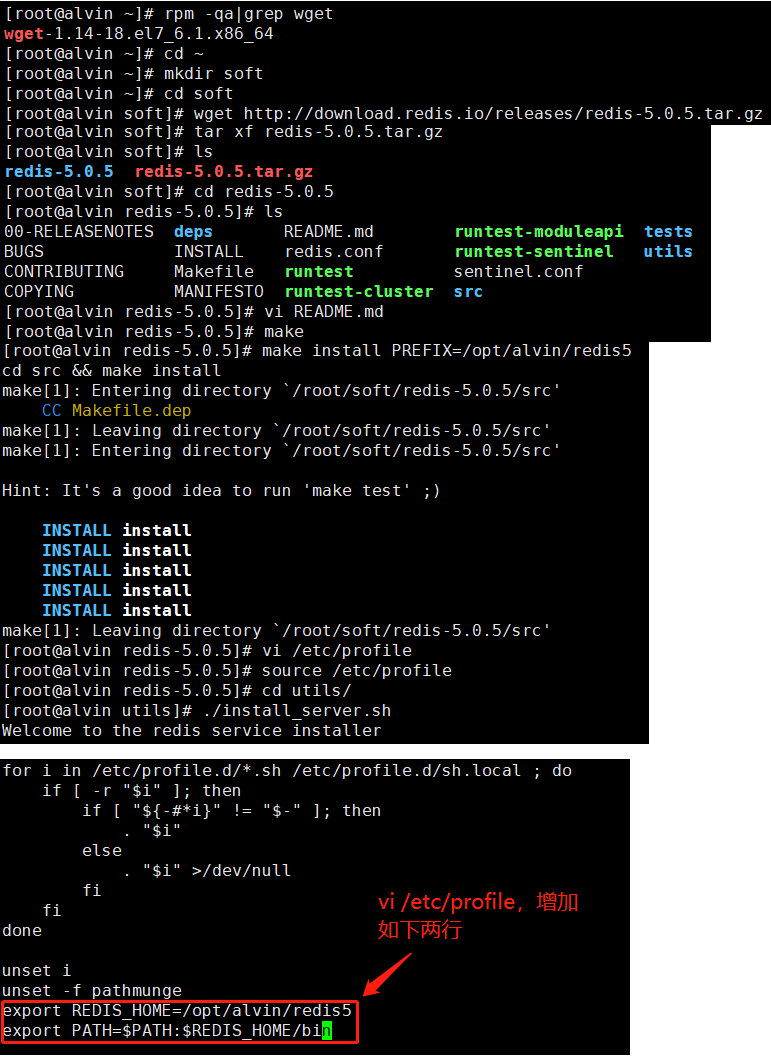 [root@alvin ~]# rpm -qa|grep wget
wget-1.14-18.el7_6.1.x86_64
[root@alvin ~]# cd ~
[root@alvin ~]# mkdir soft
[root@alvin ~]# cd soft
[root@alvin soft]# wget http://download.redis.io/releases/redis-5.0.5.tar.gz
[root@alvin soft]# tar xf redis-5.0.5.tar.gz
[root@alvin soft]# ls
redis-5.0.5  redis-5.0.5.tar.gz
[root@alvin soft]# cd redis-5.0.5
[root@alvin redis-5.0.5]# ls
00-RELEASENOTES  deps       README.md        runtest-moduleapi  tests
BUGS             INSTALL    redis.conf       runtest-sentinel   utils
CONTRIBUTING     Makefile   runtest          sentinel.conf
COPYING          MANIFESTO  runtest-cluster  src
[root@alvin redis-5.0.5]# vi README.md
[root@alvin redis-5.0.5]# make
[root@alvin redis-5.0.5]# make install PREFIX=/opt/alvin/redis5
cd src && make install
make[1]: Entering directory `/root/soft/redis-5.0.5/src'
    CC Makefile.dep
make[1]: Leaving directory `/root/soft/redis-5.0.5/src'
make[1]: Entering directory `/root/soft/redis-5.0.5/src'
Hint: It's a good idea to run 'make test' ;)
    INSTALL install
    INSTALL install
    INSTALL install
    INSTALL install
    INSTALL install
make[1]: Leaving directory `/root/soft/redis-5.0.5/src'
[root@alvin redis-5.0.5]# vi /etc/profile
[root@alvin redis-5.0.5]# source /etc/profile
[root@alvin redis-5.0.5]# cd utils/
[root@alvin utils]# ./install_server.sh
Welcome to the redis service installer
for i in /etc/profile.d/*.sh /etc/profile.d/sh.local ; do
    if [ -r "$i" ]; then
        if [ "${-#*i}" != "$-" ]; then
            . "$i"
        else
            . "$i" >/dev/null
        fi
    fi
done
vi /etc/profile，增加
如下两行
unset i
unset -f pathmunge
export REDIS_HOME=/opt/alvin/redis5
export PATH=$PATH:$REDIS_HOME/bin